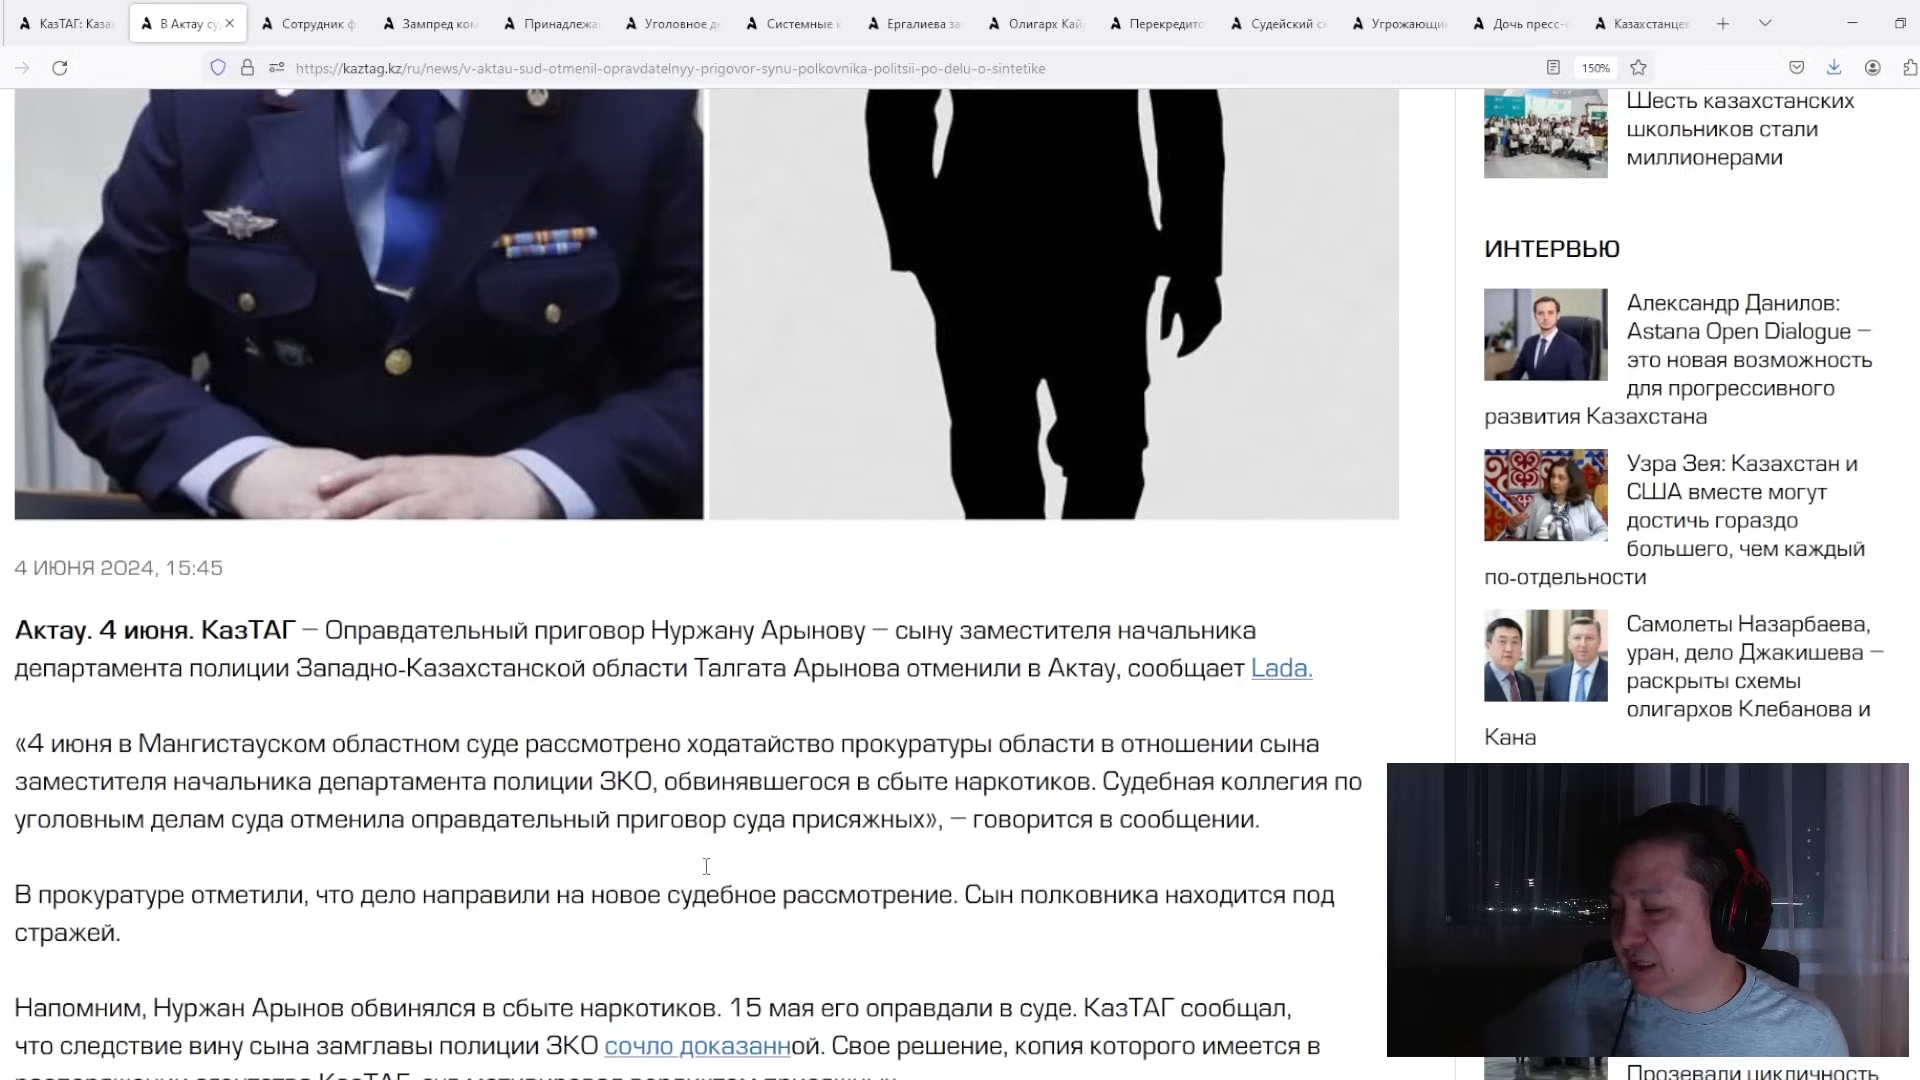 КазТАГ: Каза
В Актау су
Сотрудник ф
Зампред ком
Принадлежа
Уголовное де
Системные к
Ергалиева за
Олигарх Кай
Перекредито
Судейский с
Угрожающи
Дочь пресс-с
Казахстанцев
https://kaztag.kz/ru/news/v-aktau-sud-otmenil-opravdatelnyy-prigovor-synu-polkovnika-politsii-po-delu-o-sintetike
150%
4 ИЮНЯ 2024, 15:45
Актау. 4 июня. КазТАГ – Оправдательный приговор Нуржану Арынову – сыну заместителя начальника
департамента полиции Западно-Казахстанской области Талгата Арынова отменили в Актау, сообщает Lada.
«4 июня в Мангистауском областном суде рассмотрено ходатайство прокуратуры области в отношении сына
заместителя начальника департамента полиции ЗКО, обвинявшегося в сбыте наркотиков. Судебная коллегия по
уголовным делам суда отменила оправдательный приговор суда присяжных», – говорится в сообщении.
В прокуратуре отметили, что дело направили на новое судебное рассмотрение. Сын полковника находится под
стражей.
Напомним, Нуржан Арынов обвинялся в сбыте наркотиков. 15 мая его оправдали в суде. КазТАГ сообщал,
что следствие вину сына замглавы полиции ЗКО сочло доказанной. Свое решение, копия которого имеется в
Шесть казахстанских
школьников стали
миллионерами
ИНТЕРВЬЮ
Александр Данилов:
Astana Open Dialogue –
это новая возможность
для прогрессивного
развития Казахстана
Узра Зея: Казахстан и
США вместе могут
достичь гораздо
большего, чем каждый
по-отдельности
Самолеты Назарбаева,
уран, дело Джакишева –
раскрыты схемы
олигархов Клебанова и
Кана
Прозевали цикличность